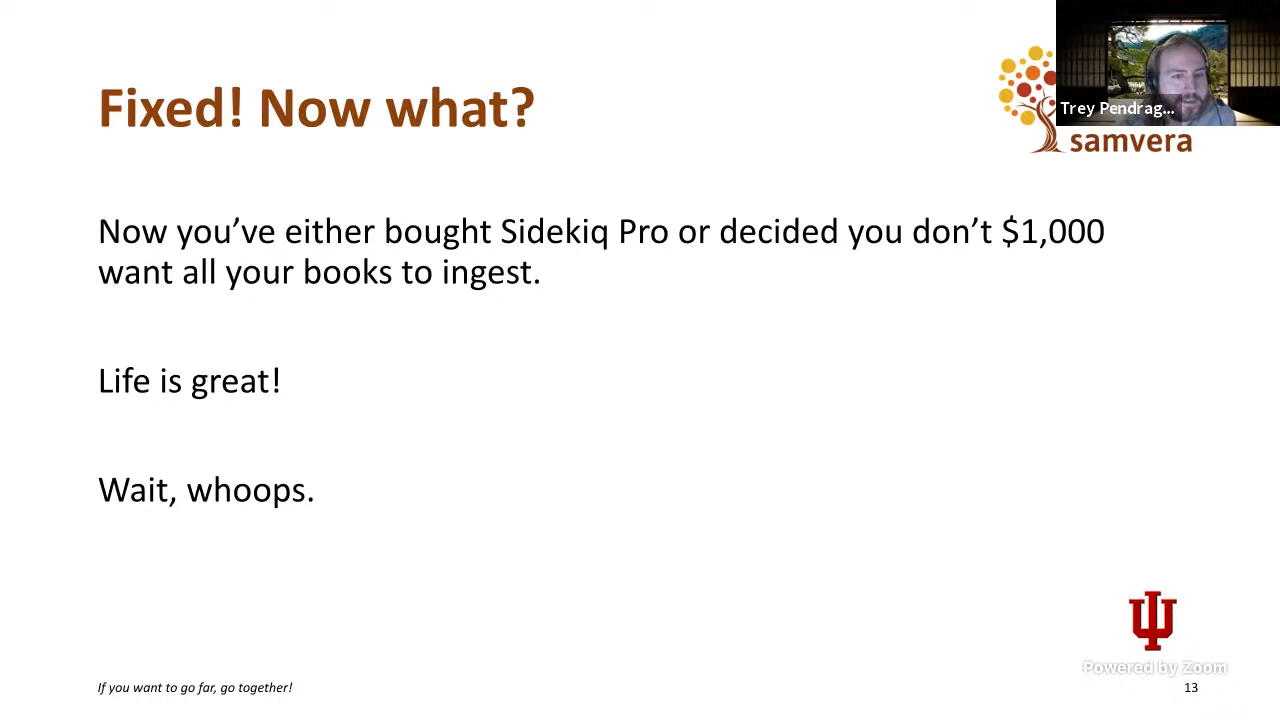 Fixed! Now what?
Trey Pendrag...
samvera
Now you’ve either bought Sidekiq Pro or decided you don’t $1,000
want all your books to ingest.
Life is great!
Wait, whoops.
Powered by Zoom
If you want to go far, go together!
13